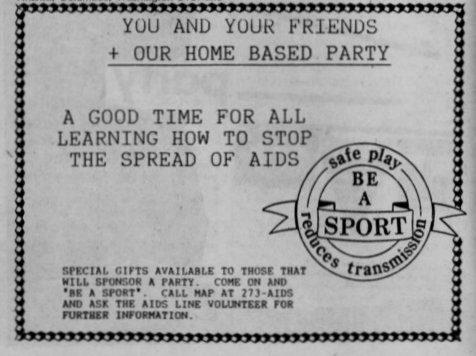 YOU AND YOUR FRIENDS
+ OUR HOME BASED PARTY
A GOOD TIME FOR ALL
LEARNING HOW TO STOP
THE SPREAD OF AIDS
safe play
BE
A
SPORT
reduces transmission
SPECIAL GIFTS AVAILABLE TO THOSE THAT
WILL SPONSOR A PARTY. COME ON AND
"BE A SPORT". CALL MAP AT 273-AIDS
AND ASK THE AIDS LINE VOLUNTEER FOR
FURTHER INFORMATION.